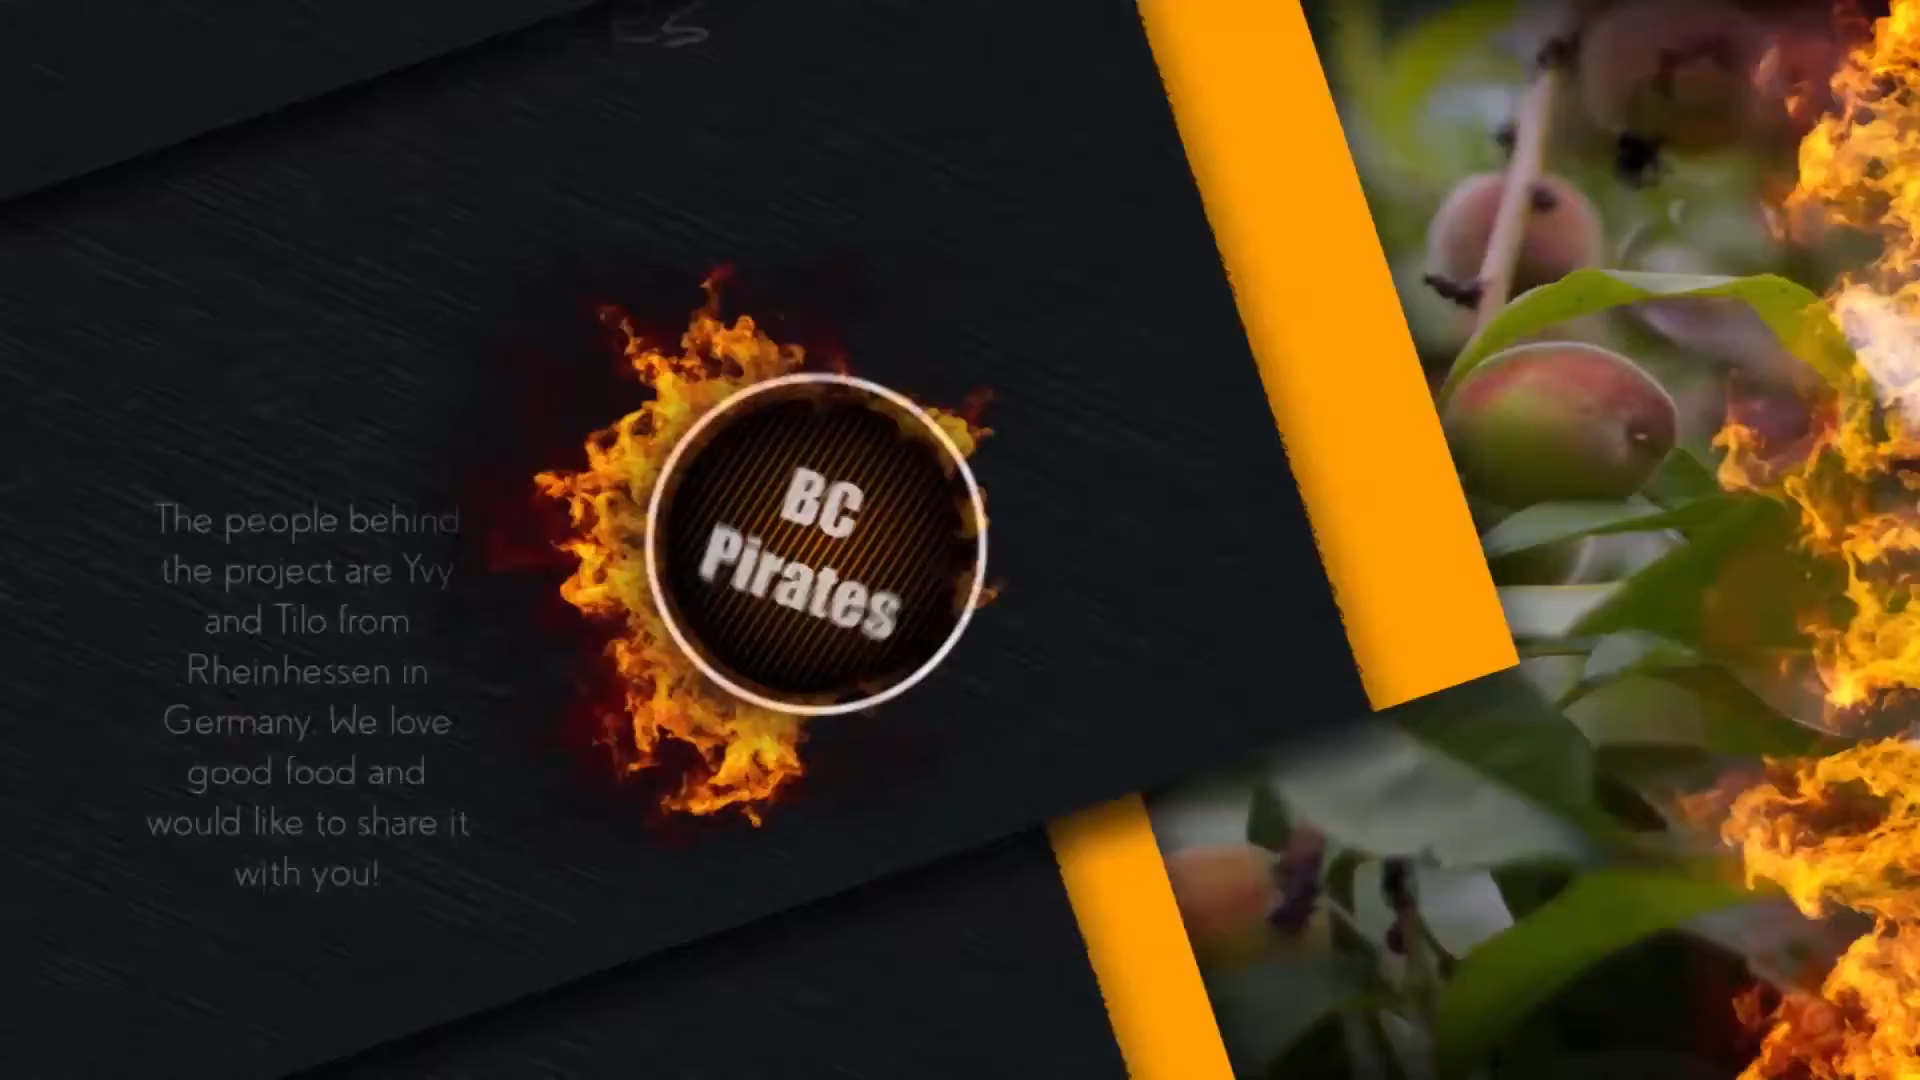 The people behind
the project are Yvy
and Tilo from
Rheinhessen in
Germany. We love
good food and
would like to share it
with you!
BC
Pirates